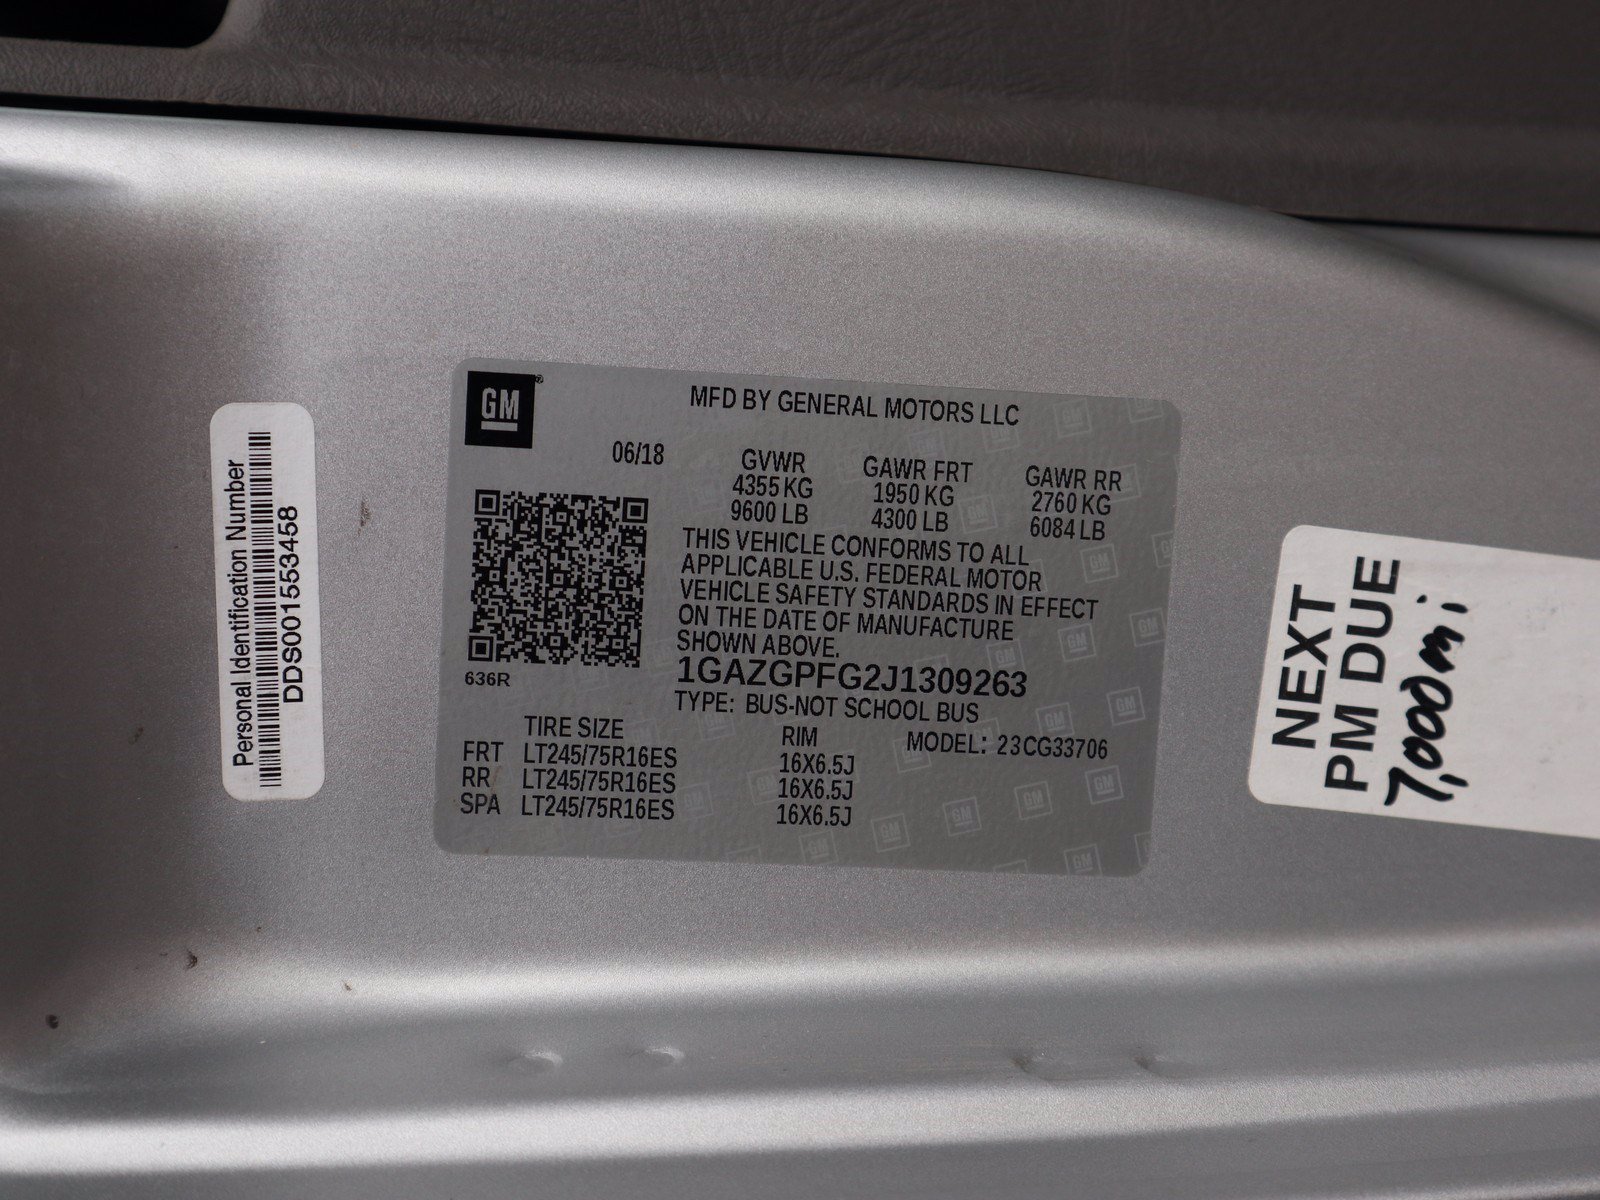 Personal Identification Number
DDS001553458
GM
MFD BY GENERAL MOTORS LLC
06/18
GVWR GAWR FRT GAWR RR
4355 KG 1950 KG 2760 KG
9600 LB 4300 LB 6084 LB
THIS VEHICLE CONFORMS TO ALL
APPLICABLE U.S. FEDERAL MOTOR
VEHICLE SAFETY STANDARDS IN EFFECT
ON THE DATE OF MANUFACTURE
SHOWN ABOVE.
636R
1GAZGPFG2J1309263
TYPE: BUS-NOT SCHOOL BUS
TIRE SIZE RIM MODEL: 23CG33706
FRT LT245/75R16ES 16X6.5J
RR LT245/75R16ES 16X6.5J
SPA LT245/75R16ES 16X6.5J
NEXT
PM DUE
7,000 mi